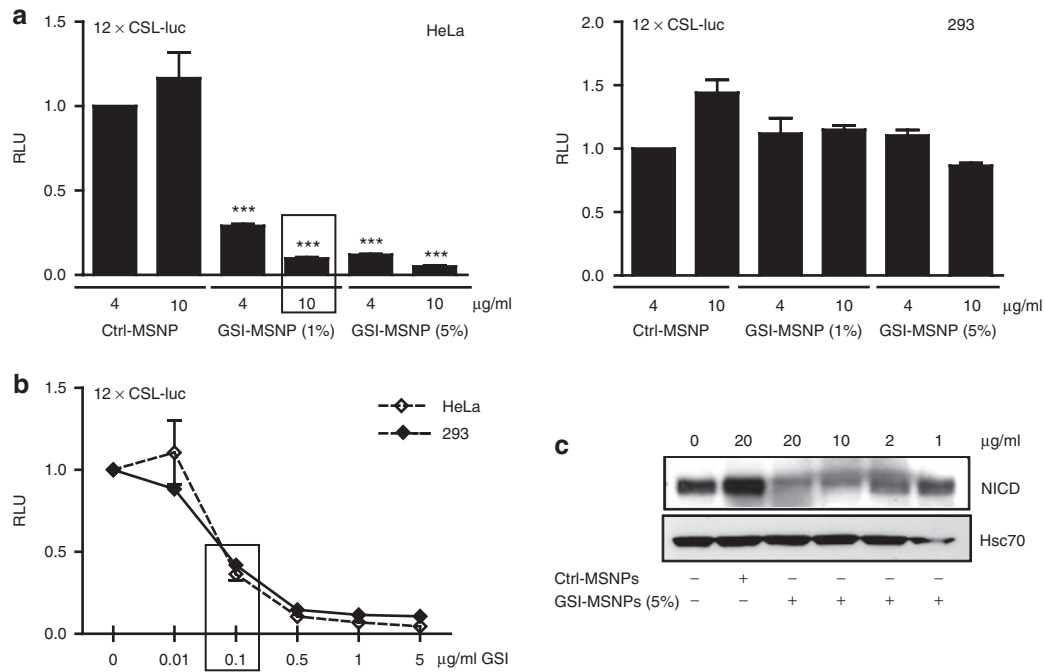 a
12 × CSL-luc
HeLa
RLU
1.5
1.0
0.5
0.0
***
***
***
***
4 10 4 10 4 10 μg/ml
Ctrl-MSNP GSI-MSNP (1%) GSI-MSNP (5%)
12 × CSL-luc
293
RLU
2.0
1.5
1.0
0.5
0.0
4 10 4 10 4 10
Ctrl-MSNP GSI-MSNP (1%) GSI-MSNP (5%)
b
12 × CSL-luc
HeLa
293
RLU
1.5
1.0
0.5
0.0
0 0.01 0.1 0.5 1 5 μg/ml GSI
c
0 20 20 10 2 1 μg/ml
NICD
Hsc70
Ctrl-MSNPs – + – – – –
GSI-MSNPs (5%) – – + + + +